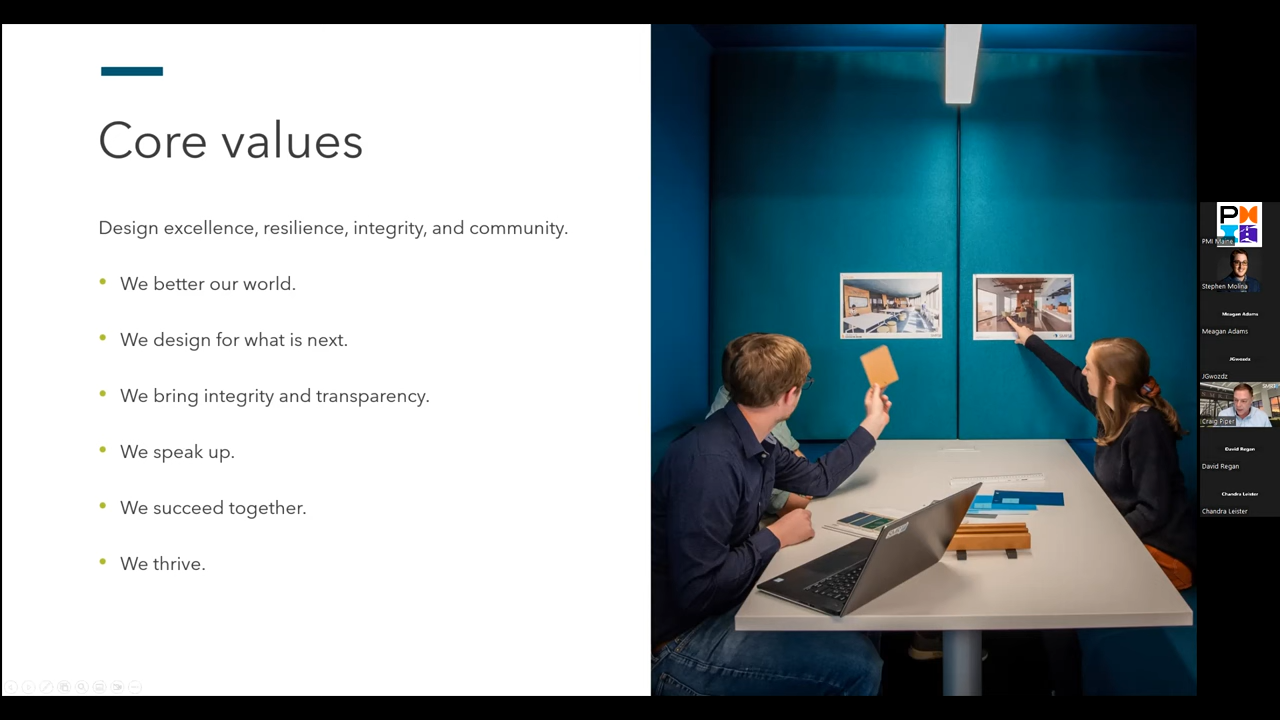 Core values
Design excellence, resilience, integrity, and community.
• We better our world.
• We design for what is next.
• We bring integrity and transparency.
• We speak up.
• We succeed together.
• We thrive.
PMI Maine
Stephen Molina
Meagan Adams
Meagan Adams
JGwozdz
JGwozdz
Craig Piper
David Regan
David Regan
Chandra Leister
Chandra Leister